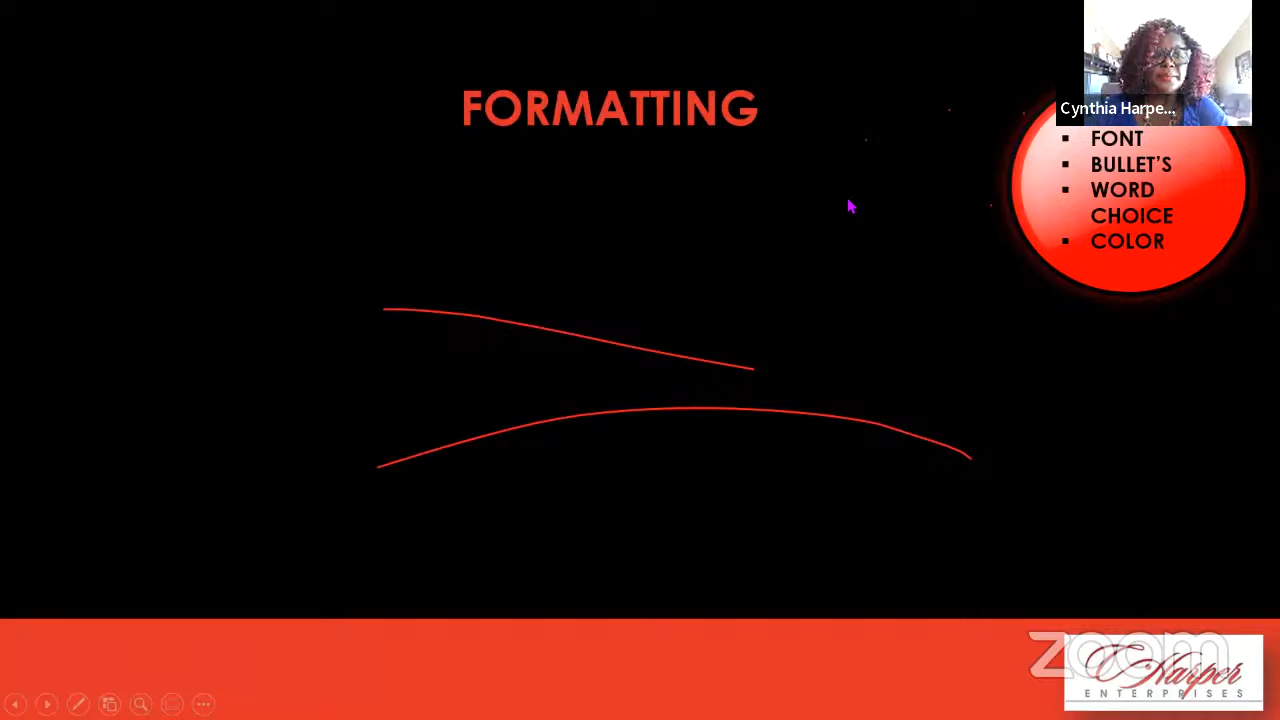 FORMATTING
Cynthia Harpe...
▪ FONT
▪ BULLET'S
▪ WORD
CHOICE
▪ COLOR
zoom
C Harper
ENTERPRISES